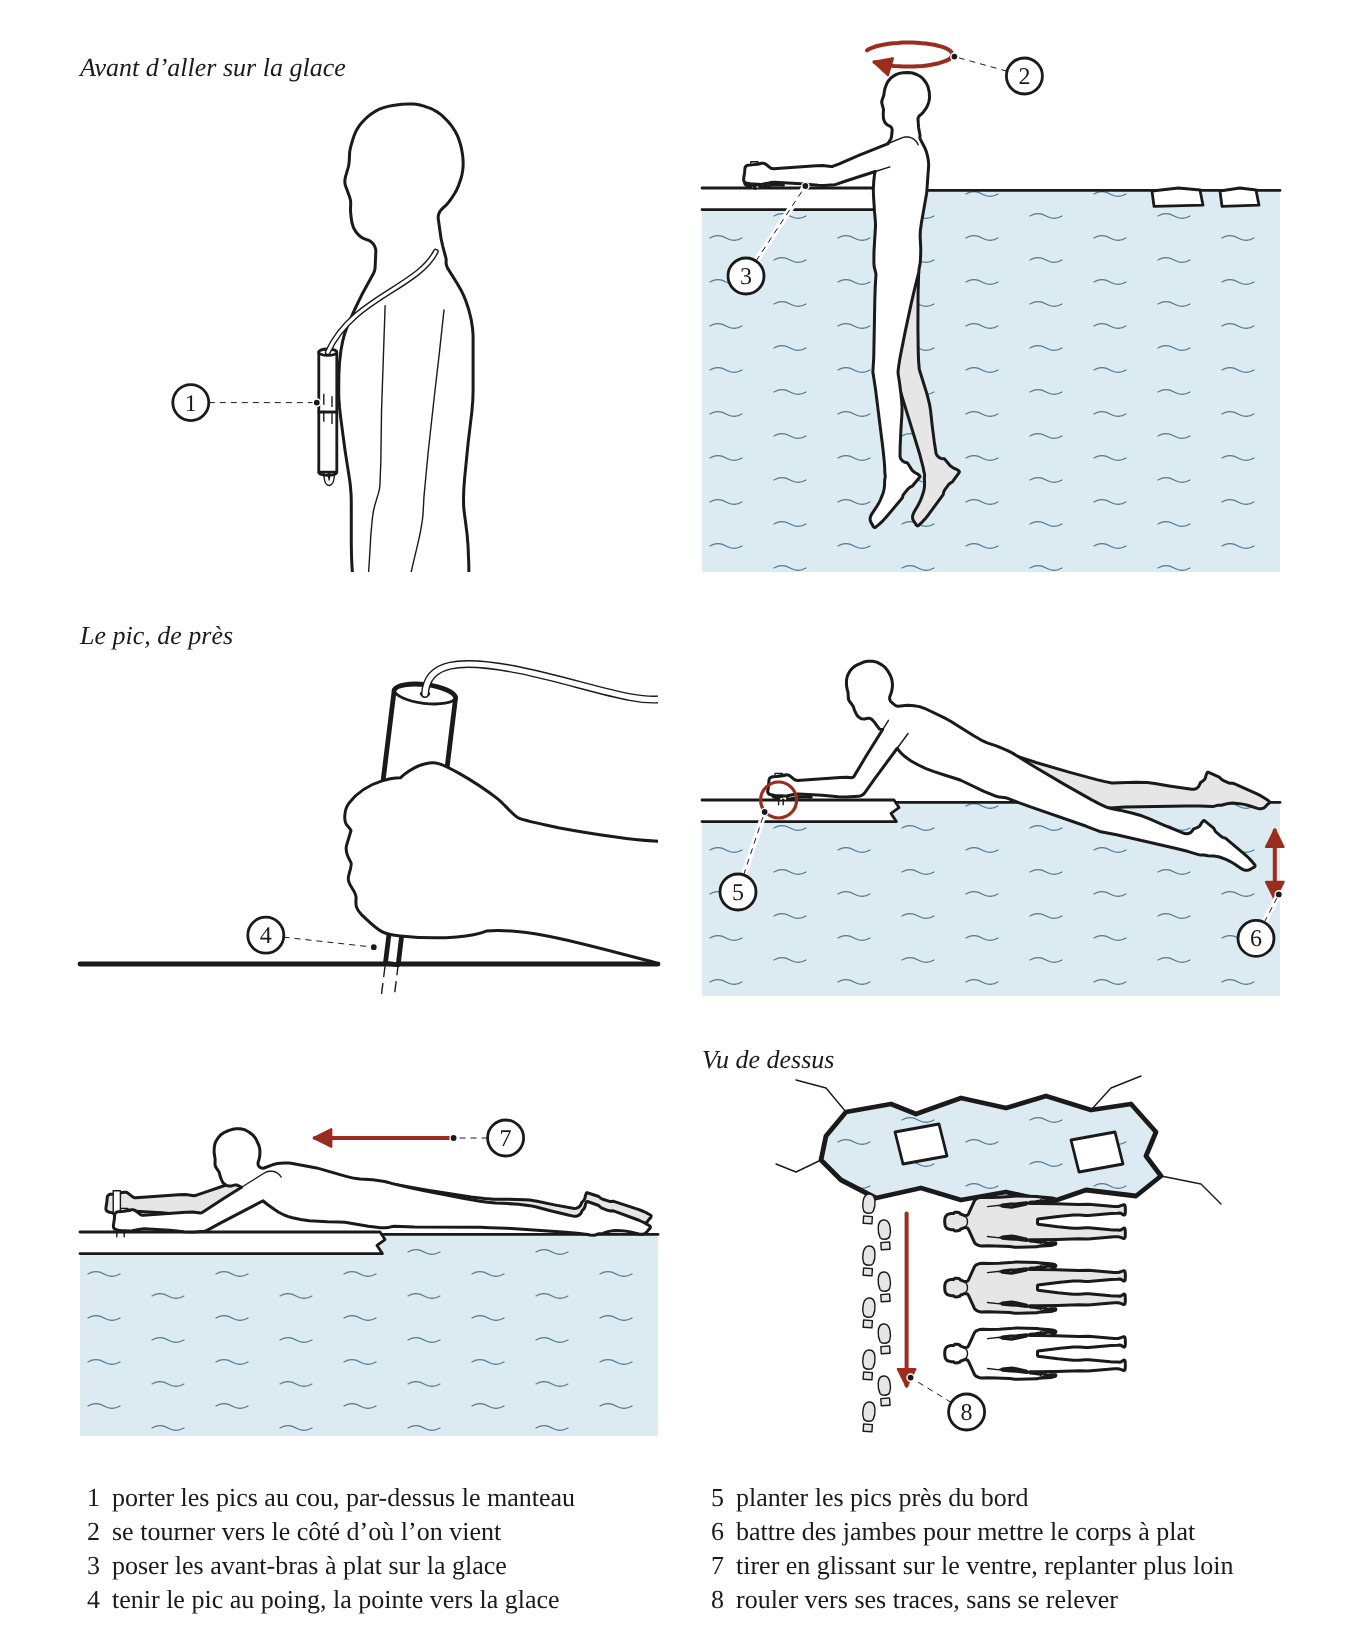 Avant d’aller sur la glace
2
3
1
Le pic, de près
4
5
6
7
Vu de dessus
8
1 porter les pics au cou, par-dessus le manteau
2 se tourner vers le côté d’où l’on vient
3 poser les avant-bras à plat sur la glace
4 tenir le pic au poing, la pointe vers la glace
5 planter les pics près du bord
6 battre des jambes pour mettre le corps à plat
7 tirer en glissant sur le ventre, replanter plus loin
8 rouler vers ses traces, sans se relever